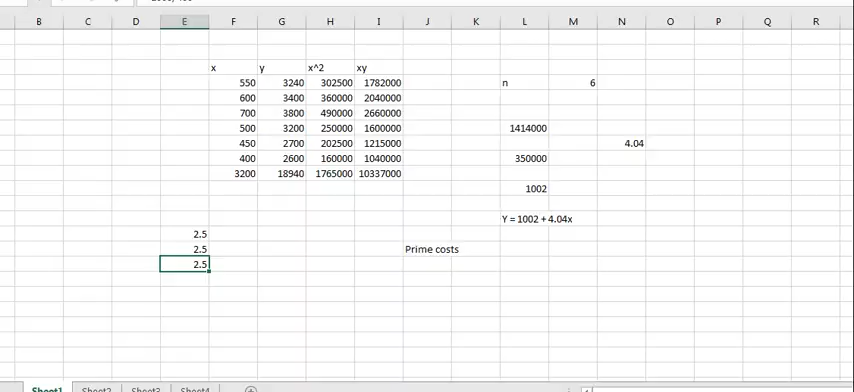 B C D E F G H I J K L M N O P Q R
x y x^2 xy
550 3240 302500 1782000 n 6
600 3400 360000 2040000
700 3800 490000 2660000
500 3200 250000 1600000 1414000
450 2700 202500 1215000 4.04
400 2600 160000 1040000 350000
3200 18940 1765000 10337000
1002
Y = 1002 + 4.04x
2.5
2.5 Prime costs
2.5
Sheet1 Sheet2 Sheet3 Sheet4